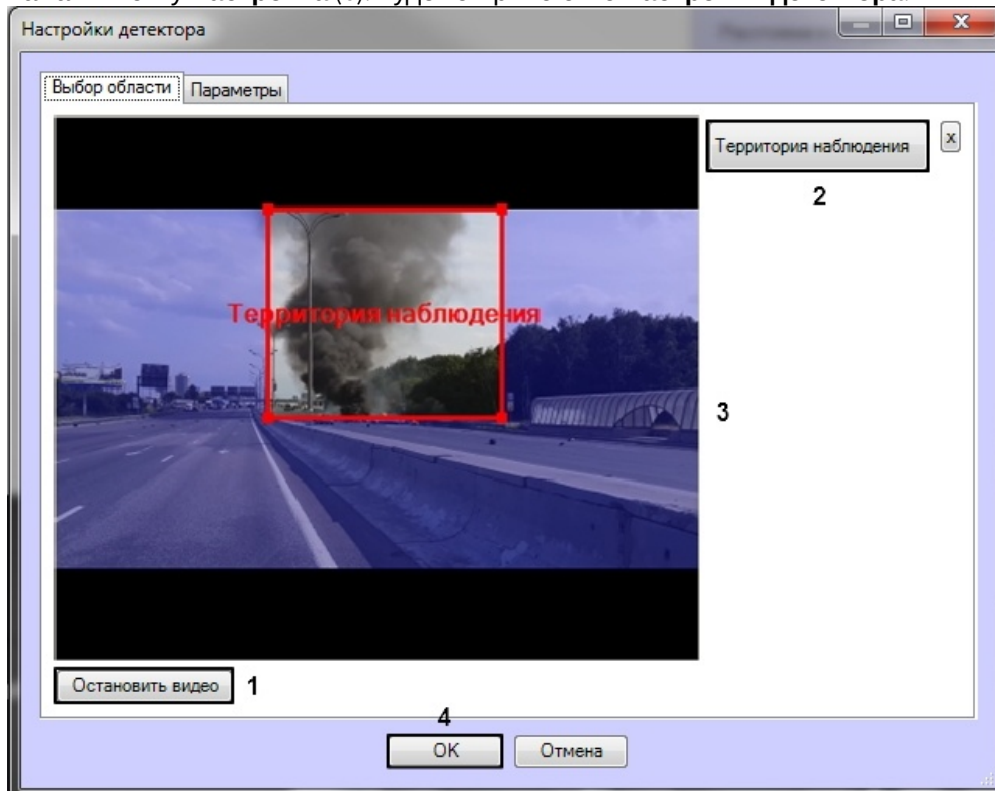 Настройки детектора
Выбор области Параметры
Территория наблюдения x
2
Территория наблюдения
3
Остановить видео 1
4
OK Отмена